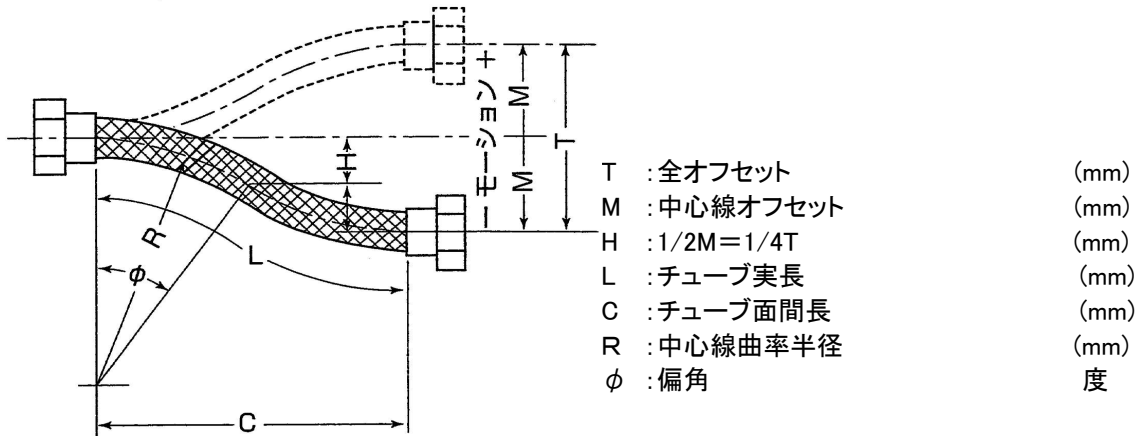 ーモーション＋
M
M
T
H
R
L
φ
C
T :全オフセット (mm)
M :中心線オフセット (mm)
H :1/2M＝1/4T (mm)
L :チューブ実長 (mm)
C :チューブ面間長 (mm)
R :中心線曲率半径 (mm)
φ :偏角 度